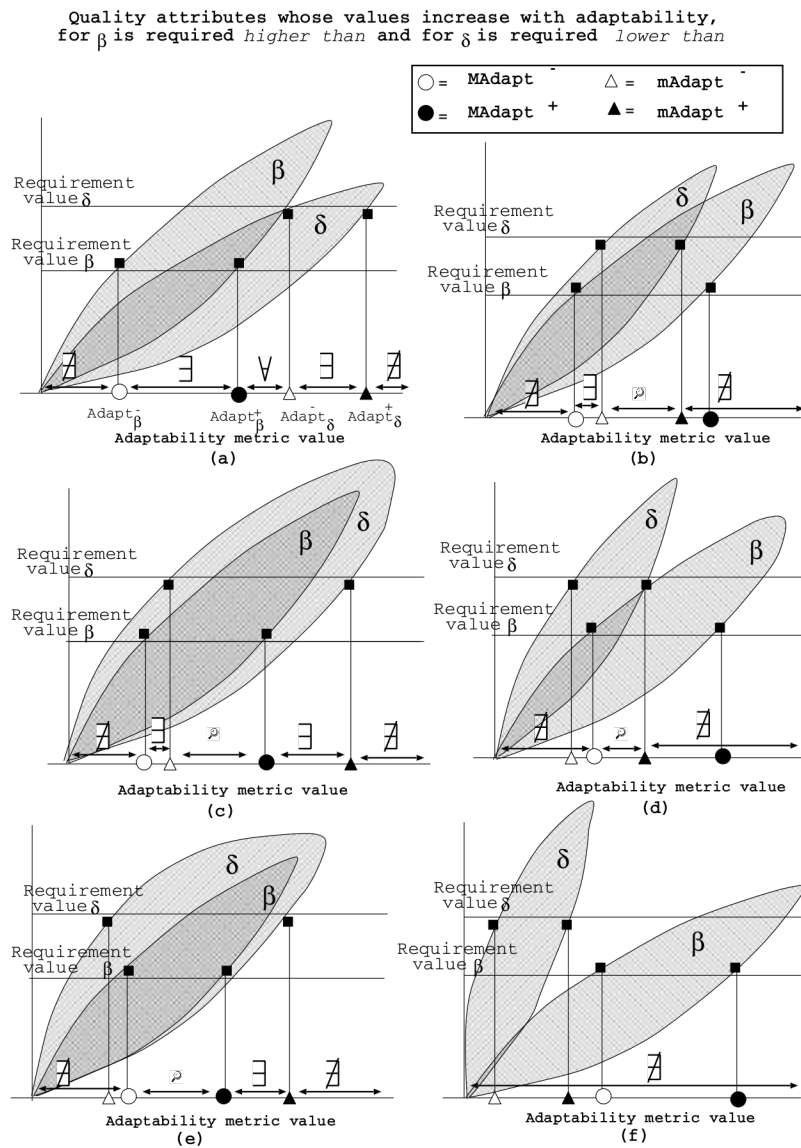 Quality attributes whose values increase with adaptability,
for β is required higher than and for δ is required lower than
○= MAdapt - △= mAdapt -
●= MAdapt + ▲= mAdapt +
β
δ
Requirement
value δ
Requirement
value β
∄ ∃ ∀ ∃ ∄
Adapt-β Adapt+β Adapt-δ Adapt+δ
Adaptability metric value
(a)
δ
β
Requirement
value δ
Requirement
value β
∄ ∃ ∄
Adaptability metric value
(b)
β
δ
Requirement
value δ
Requirement
value β
∄ ∃ ∃ ∄
Adaptability metric value
(c)
δ
β
Requirement
value δ
Requirement
value β
∄ ∄
Adaptability metric value
(d)
δ
β
Requirement
value δ
Requirement
value β
∄ ∃ ∄
Adaptability metric value
(e)
δ
β
Requirement
value δ
Requirement
value β
∄
Adaptability metric value
(f)